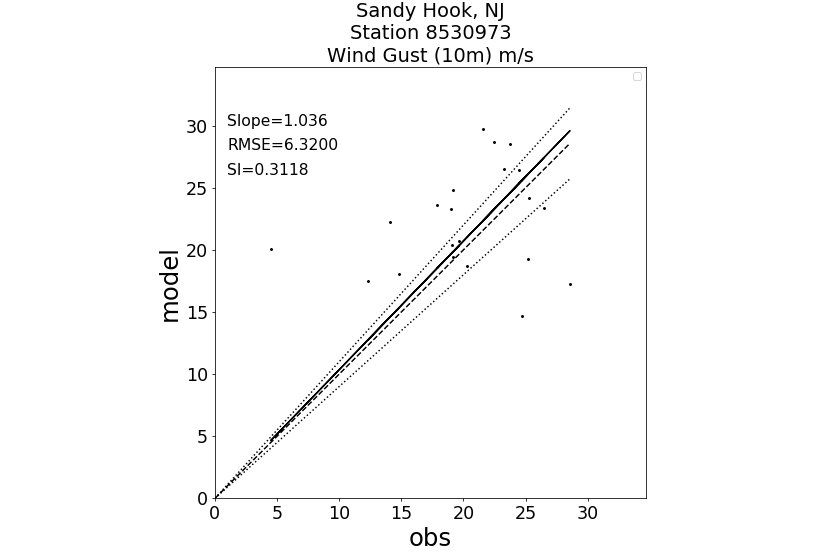 Sandy Hook, NJ
Station 8530973
Wind Gust (10m) m/s
Slope=1.036
RMSE=6.3200
SI=0.3118
model
30
25
20
15
10
5
0
0 5 10 15 20 25 30
obs